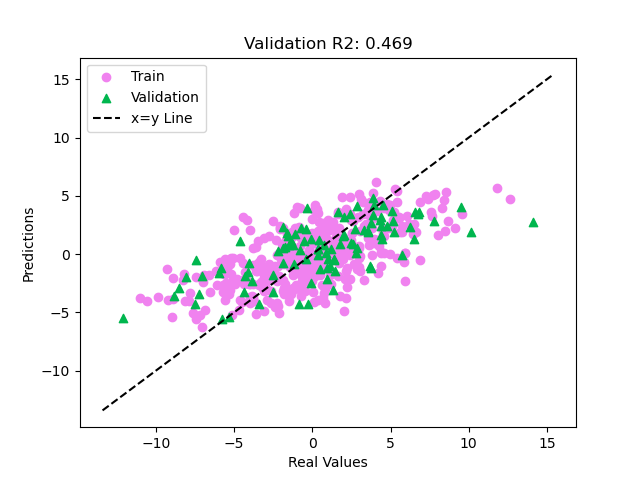 Validation R2: 0.469
Train
Validation
x=y Line
15
10
5
0
−5
−10
Predictions
−10
−5
0
5
10
15
Real Values